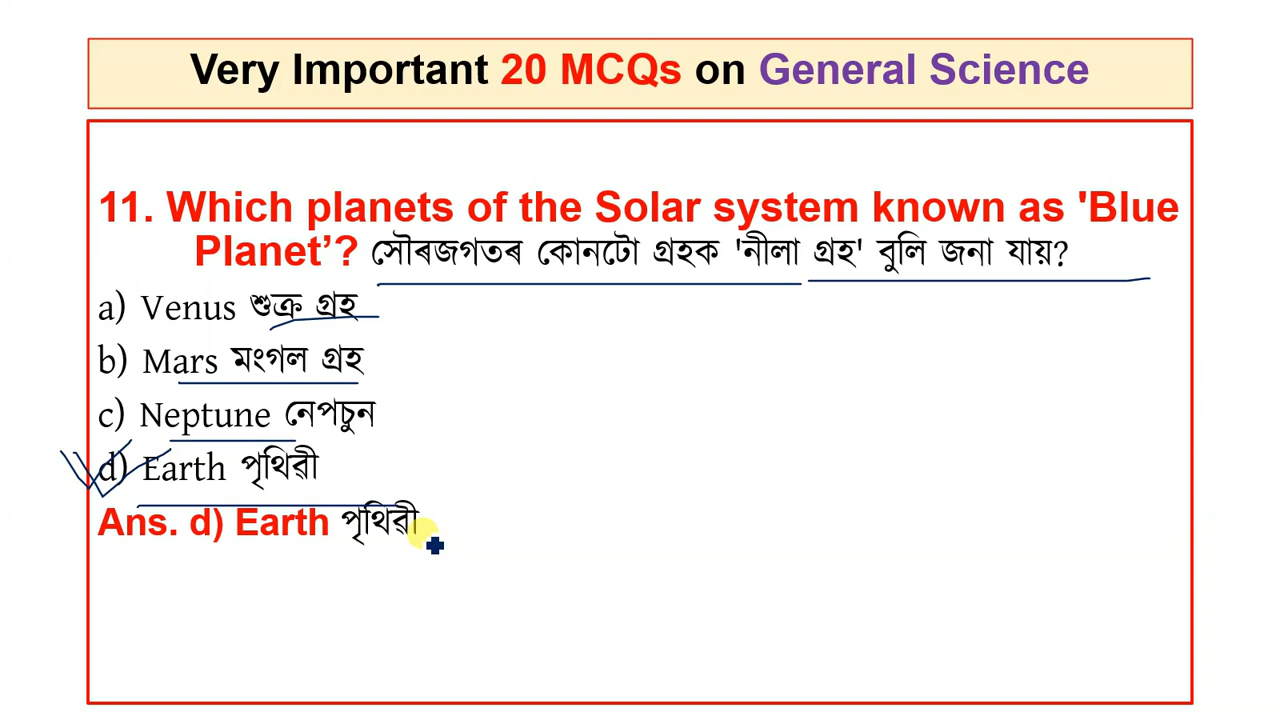 Very Important 20 MCQs on General Science
11. Which planets of the Solar system known as 'Blue
Planet’? সৌৰজগতৰ কোনটো গ্ৰহক 'নীলা গ্ৰহ' বুলি জনা যায়?
a) Venus শুক্ৰ গ্ৰহ
b) Mars মংগল গ্ৰহ
c) Neptune নেপচুন
d) Earth পৃথিৱী
Ans. d) Earth পৃথিৱী